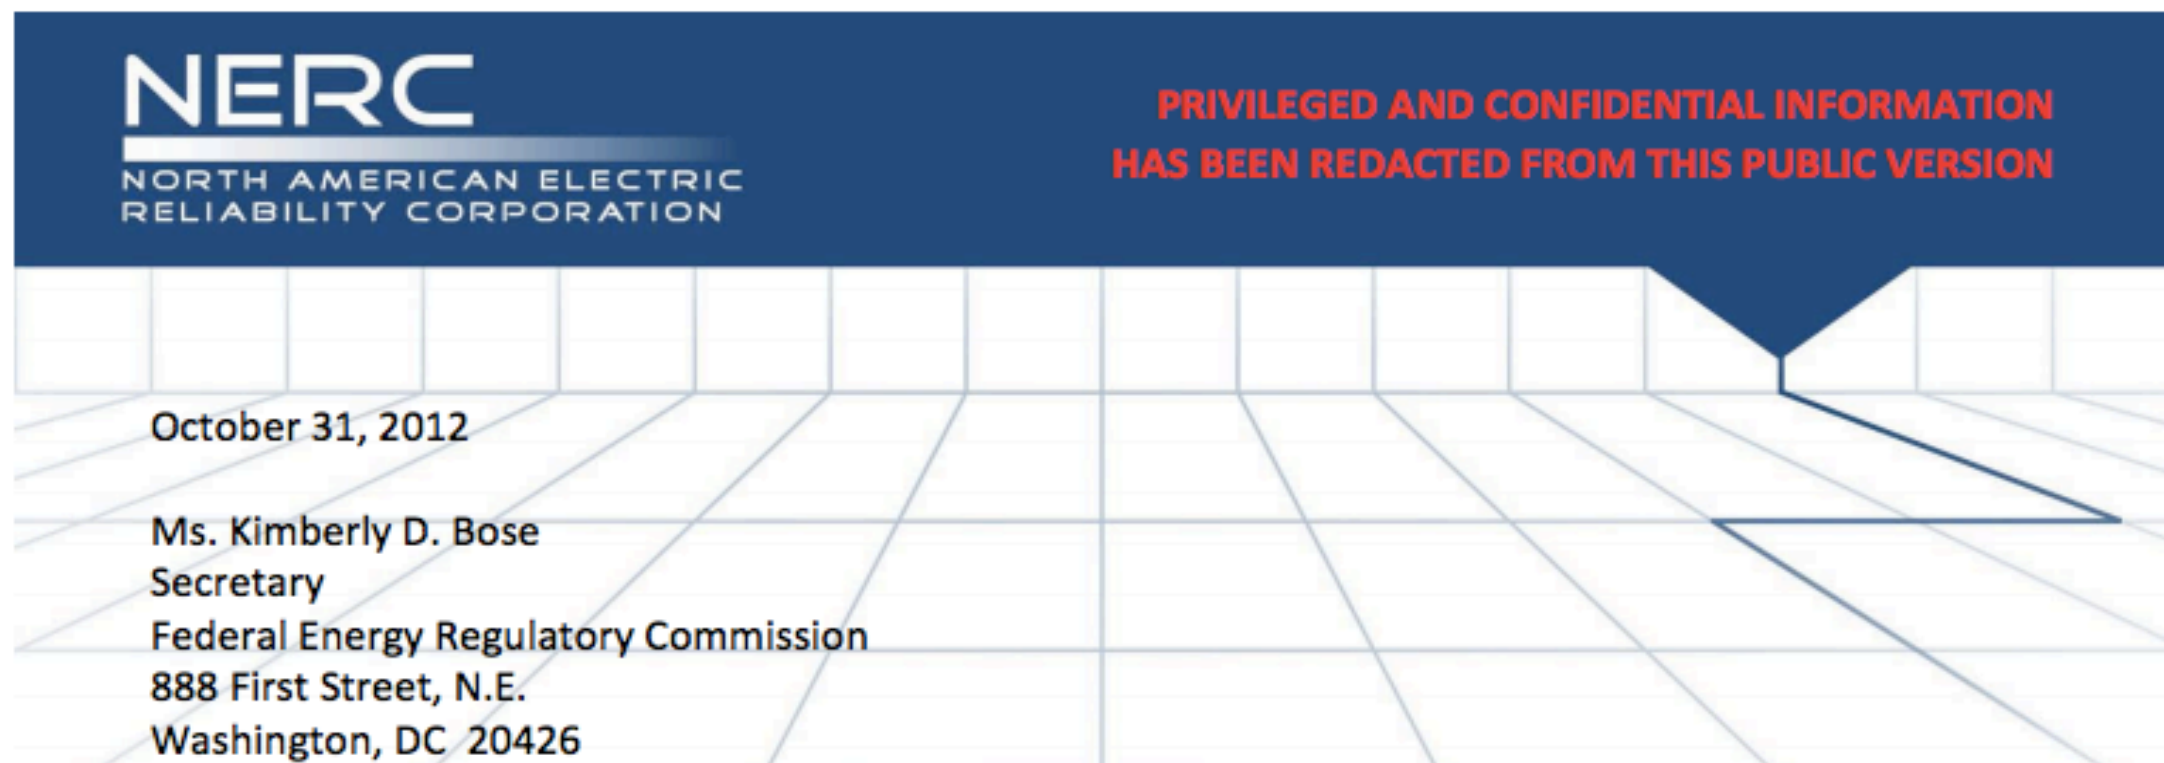 NERC
NORTH AMERICAN ELECTRIC
RELIABILITY CORPORATION
PRIVILEGED AND CONFIDENTIAL INFORMATION
HAS BEEN REDACTED FROM THIS PUBLIC VERSION
October 31, 2012
Ms. Kimberly D. Bose
Secretary
Federal Energy Regulatory Commission
888 First Street, N.E.
Washington, DC  20426